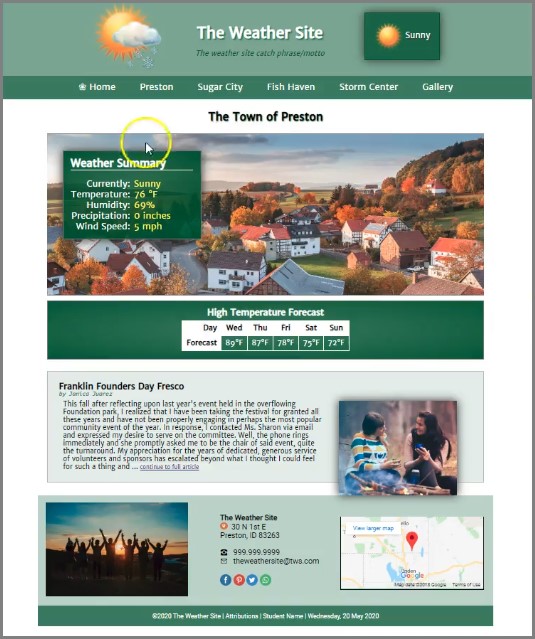 The Weather Site
The weather site catch phrase/motto
Sunny
Home Preston Sugar City Fish Haven Storm Center Gallery
The Town of Preston
Weather Summary
Currently: Sunny
Temperature: 76 °F
Humidity: 69%
Precipitation: 0 inches
Wind Speed: 5 mph
High Temperature Forecast
Day Wed Thu Fri Sat Sun
Forecast 89°F 87°F 78°F 75°F 72°F
Franklin Founders Day Fresco
by Jamica Juarez
This fall after reflecting upon last year's event held in the overflowing
Foundation park, I realized that I have been taking the festival for granted all
these years and have not been properly engaging in perhaps the most popular
community event of the year. In response, I contacted Ms. Sharon via email
and expressed my desire to serve on the committee. Well, the phone rings
immediately and she promptly asked me to be the chair of said event, quite
the turnaround. My appreciation for the years of dedicated, generous service
of volunteers and sponsors has escalated beyond what I thought I could feel
for such a thing and ... continue to full article
The Weather Site
30 N 1st E
Preston, ID 83263
999.999.9999
theweathersite@tws.com
View larger map
Google
Map data ©2018 Google Terms of Use
©2020 The Weather Site | Attributions | Student Name | Wednesday, 20 May 2020